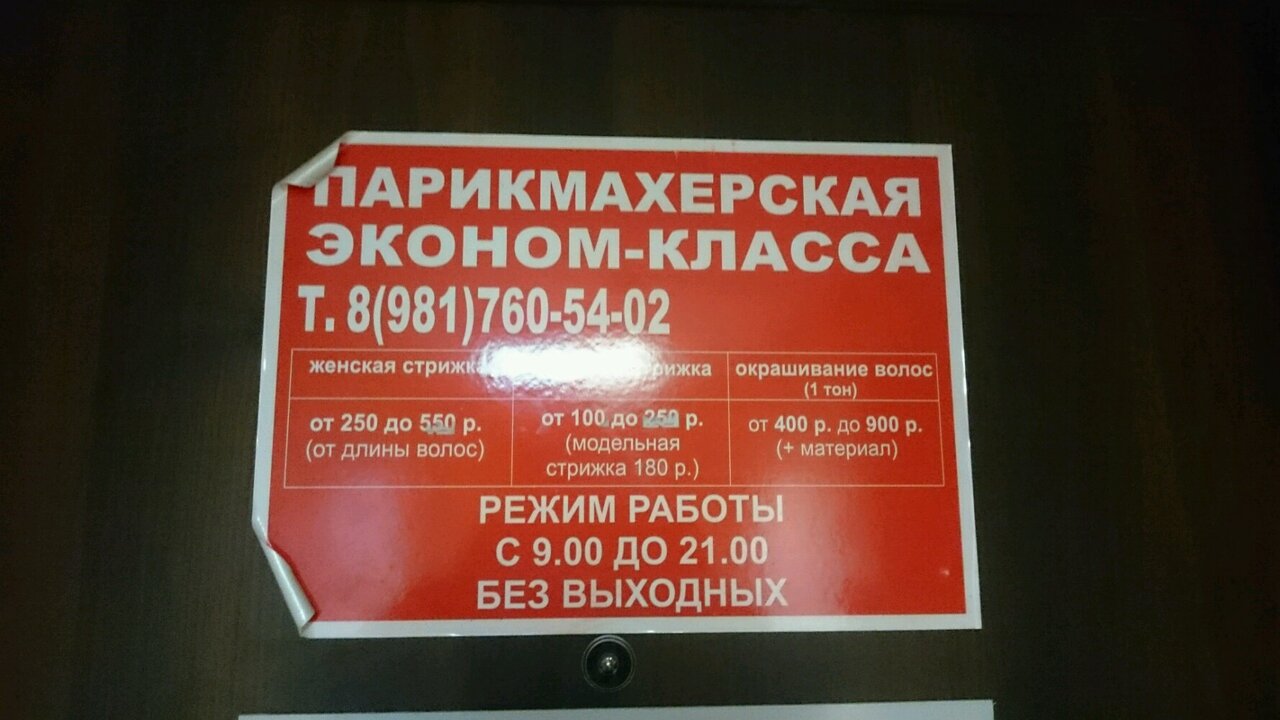 ПАРИКМАХЕРСКАЯ
ЭКОНОМ-КЛАССА
Т. 8(981)760-54-02
женская стрижка
стрижка
окрашивание волос
(1 тон)
от 250 до 550 р.
(от длины волос)
от 100 до р.
(модельная
стрижка 180 р.)
от 400 р. до 900 р.
(+ материал)
РЕЖИМ РАБОТЫ
С 9.00 ДО 21.00
БЕЗ ВЫХОДНЫХ